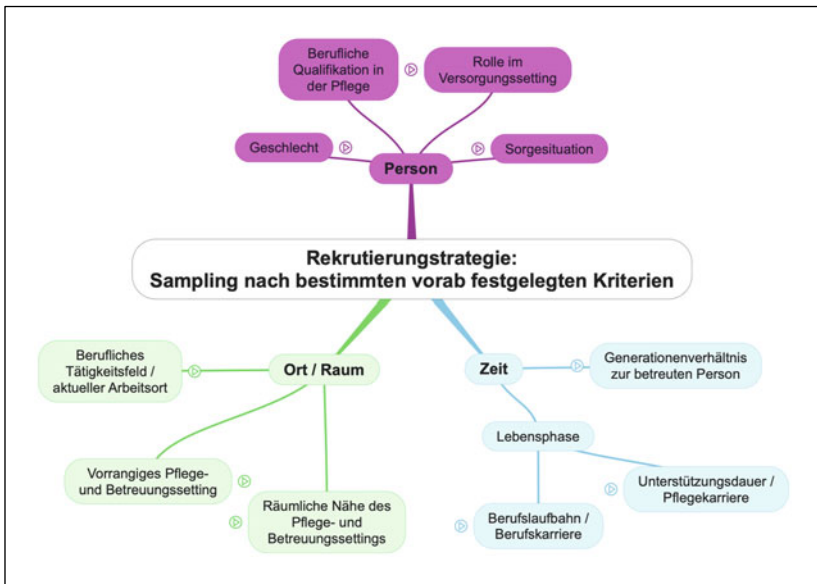 Berufliche
Qualifikation in
der Pflege
Rolle im
Versorgungssetting
Geschlecht
Person
Sorgesituation
Rekrutierungstrategie:
Sampling nach bestimmten vorab festgelegten Kriterien
Berufliches
Tätigkeitsfeld /
aktueller Arbeitsort
Ort / Raum
Zeit
Generationenverhältnis
zur betreuten Person
Lebensphase
Vorrangiges Pflege-
und Betreuungssetting
Räumliche Nähe des
Pflege- und
Betreuungssettings
Berufslaufbahn /
Berufskarriere
Unterstützungsdauer /
Pflegekarriere